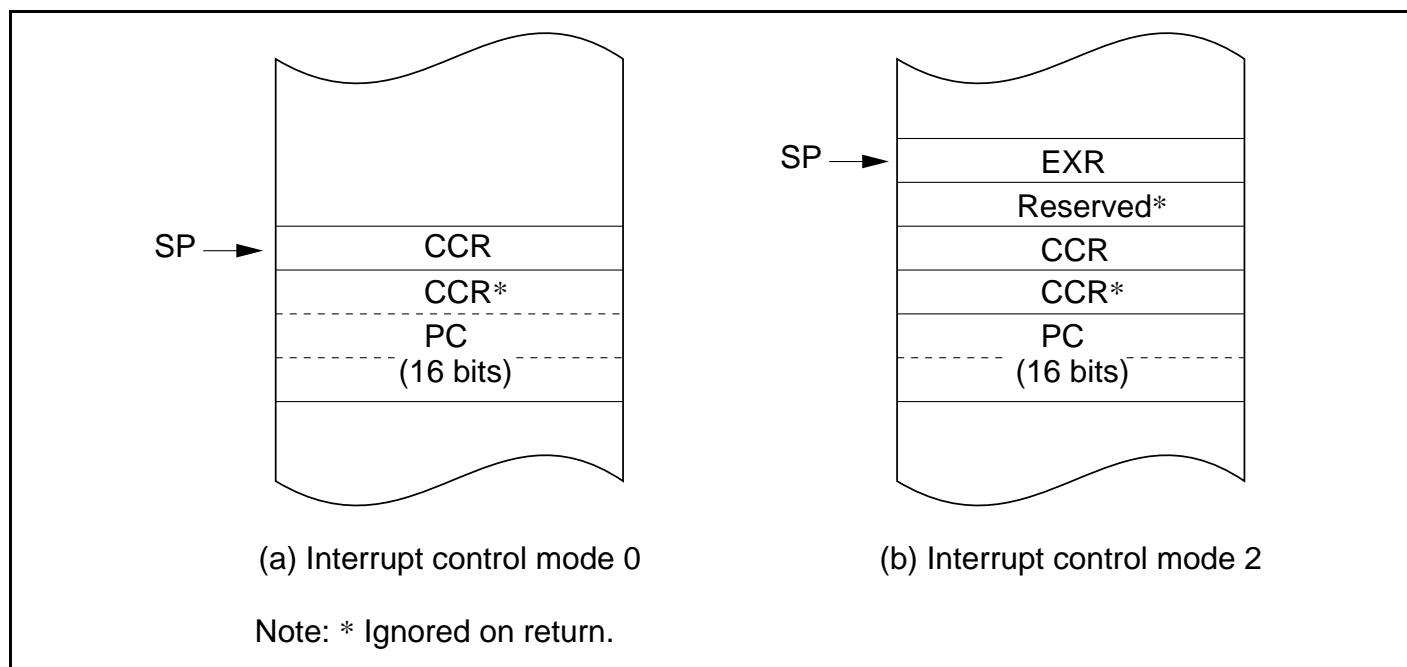 SP
CCR
CCR*
PC
(16 bits)
(a) Interrupt control mode 0
SP
EXR
Reserved*
CCR
CCR*
PC
(16 bits)
(b) Interrupt control mode 2
Note: * Ignored on return.